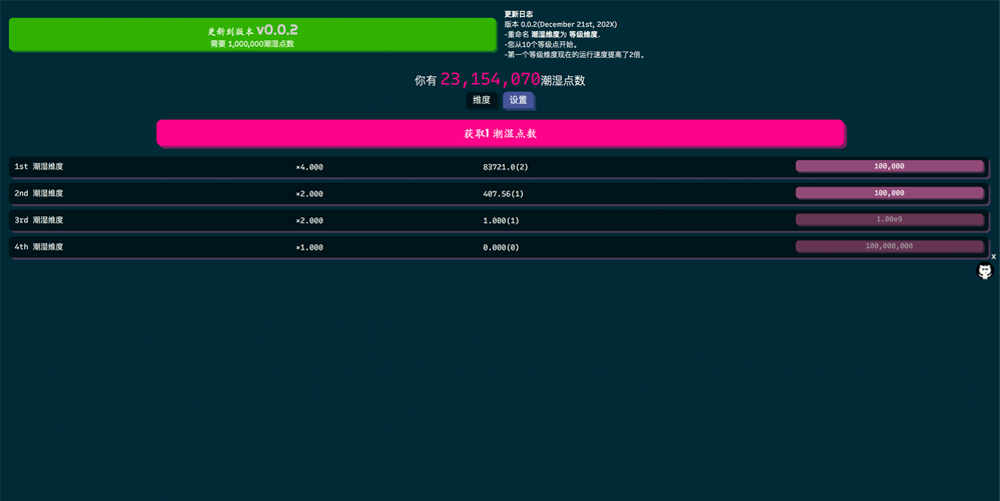 更新到版本 v0.0.2
需要 1,000,000潮湿点数
更新日志
版本 0.0.2(December 21st, 202X)
-重命名 潮湿维度为 等级维度.
-您从10个等级点开始。
-第一个等级维度现在的运行速度提高了2倍。
你有 23,154,070潮湿点数
维度 设置
获取1 潮湿点数
1st 潮湿维度 ×4.000 83721.0(2) 100,000
2nd 潮湿维度 ×2.000 407.56(1) 100,000
3rd 潮湿维度 ×2.000 1.000(1) 1.00e9
4th 潮湿维度 ×1.000 0.000(0) 100,000,000
x